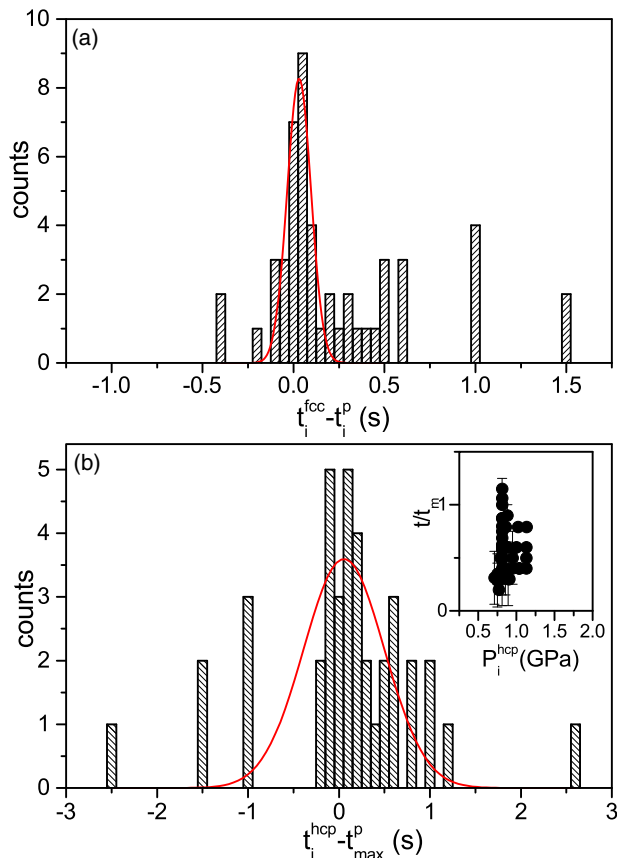 (a)
10
8
6
4
2
0
counts
-1.0 -0.5 0.0 0.5 1.0 1.5
t_i^fcc-t_i^p (s)
(b)
5
4
3
2
1
0
counts
-3 -2 -1 0 1 2 3
t_i^hcp-t_max^p (s)
t/t_m
1
0
0.5 1.0 1.5 2.0
P_i^hcp(GPa)